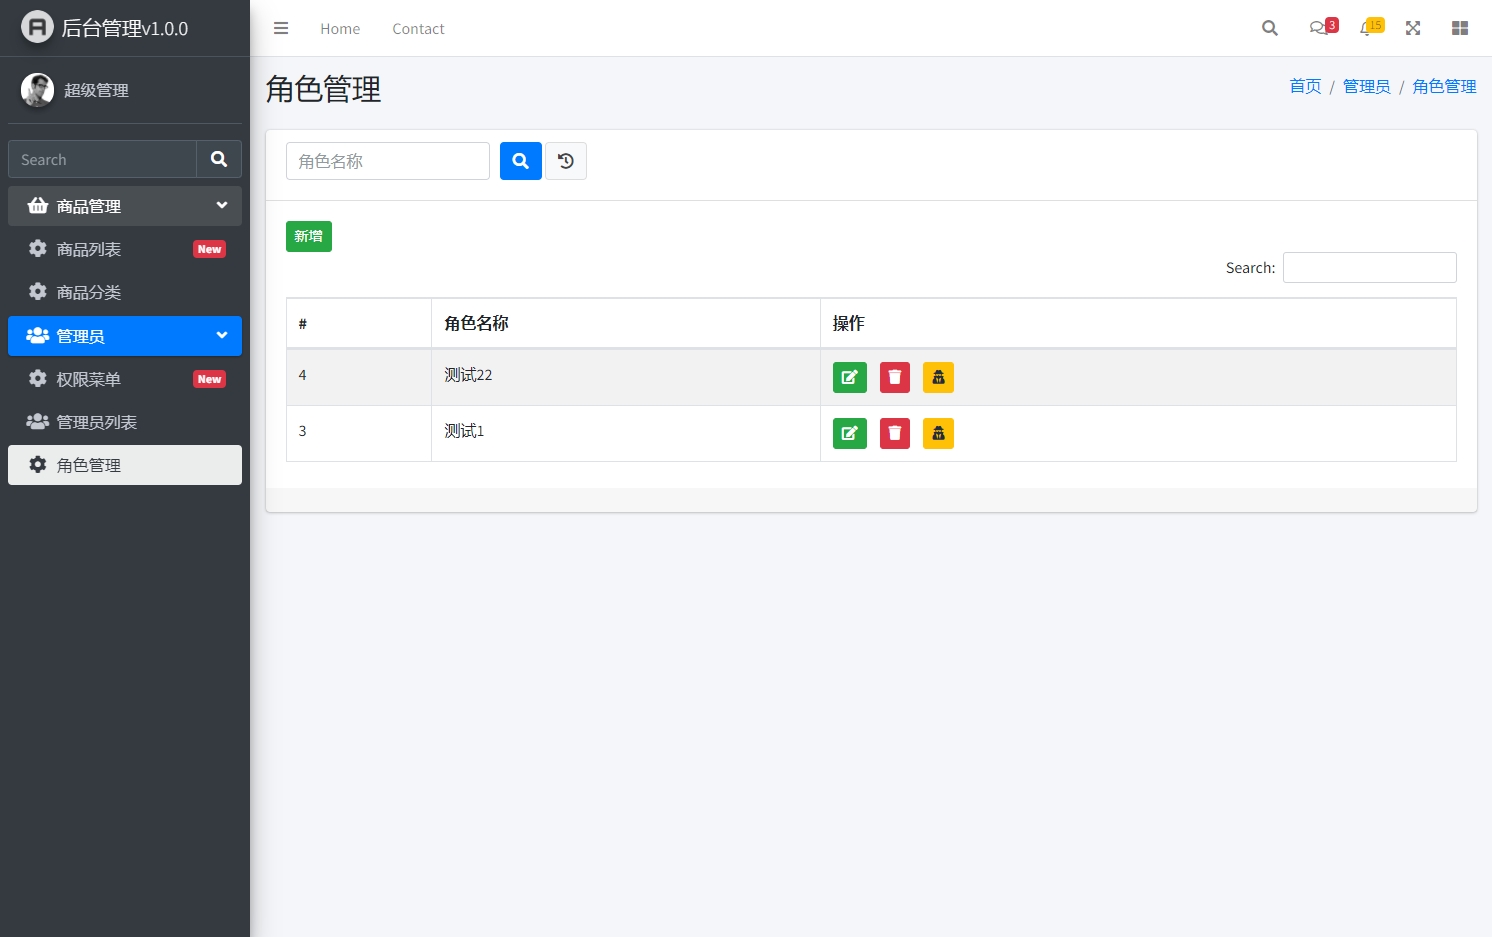 后台管理v1.0.0
超级管理
Search
商品管理
商品列表 New
商品分类
管理员
权限菜单 New
管理员列表
角色管理
Home Contact 3 15
角色管理
首页 / 管理员 / 角色管理
角色名称
新增
Search:
# 角色名称 操作
4 测试22
3 测试1